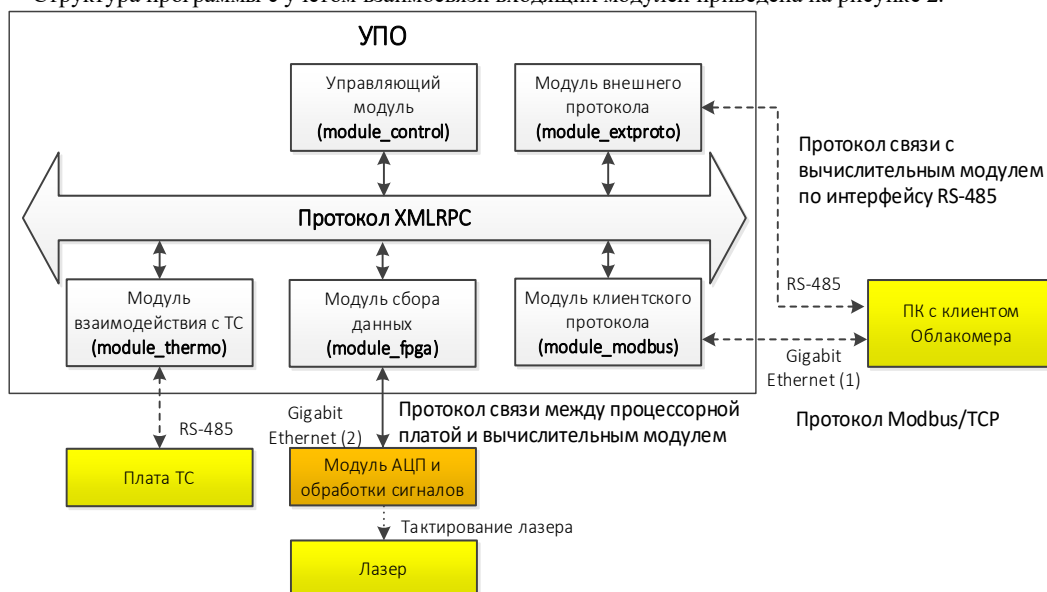 Структура программы с учетом взаимосвязи входящих модулей приведена на рисунке 2.
УПО
Управляющий
модуль
(module_control)
Модуль внешнего
протокола
(module_extproto)
Протокол связи с
вычислительным модулем
по интерфейсу RS-485
Протокол XMLRPC
RS-485
Модуль
взаимодействия с ТС
(module_thermo)
Модуль сбора
данных
(module_fpga)
Модуль клиентского
протокола
(module_modbus)
ПК с клиентом
Облакомера
Gigabit
Ethernet (1)
Протокол Modbus/TCP
RS-485
Gigabit
Ethernet (2)
Протокол связи между процессорной
платой и вычислительным модулем
Плата ТС
Модуль АЦП и
обработки сигналов
Тактирование лазера
Лазер